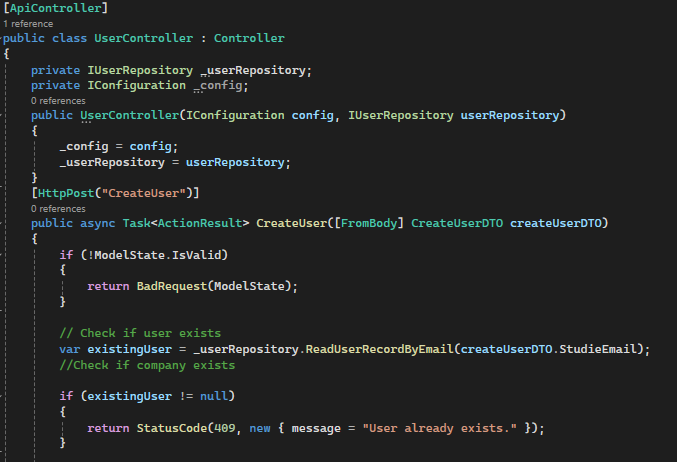 [ApiController]
1 reference
public class UserController : Controller
{
private IUserRepository _userRepository;
private IConfiguration _config;
0 references
public UserController(IConfiguration config, IUserRepository userRepository)
{
_config = config;
_userRepository = userRepository;
}
[HttpPost("CreateUser")]
0 references
public async Task<ActionResult> CreateUser([FromBody] CreateUserDTO createUserDTO)
{
if (!ModelState.IsValid)
{
return BadRequest(ModelState);
}
// Check if user exists
var existingUser = _userRepository.ReadUserRecordByEmail(createUserDTO.StudieEmail);
//Check if company exists
if (existingUser != null)
{
return StatusCode(409, new { message = "User already exists." });
}